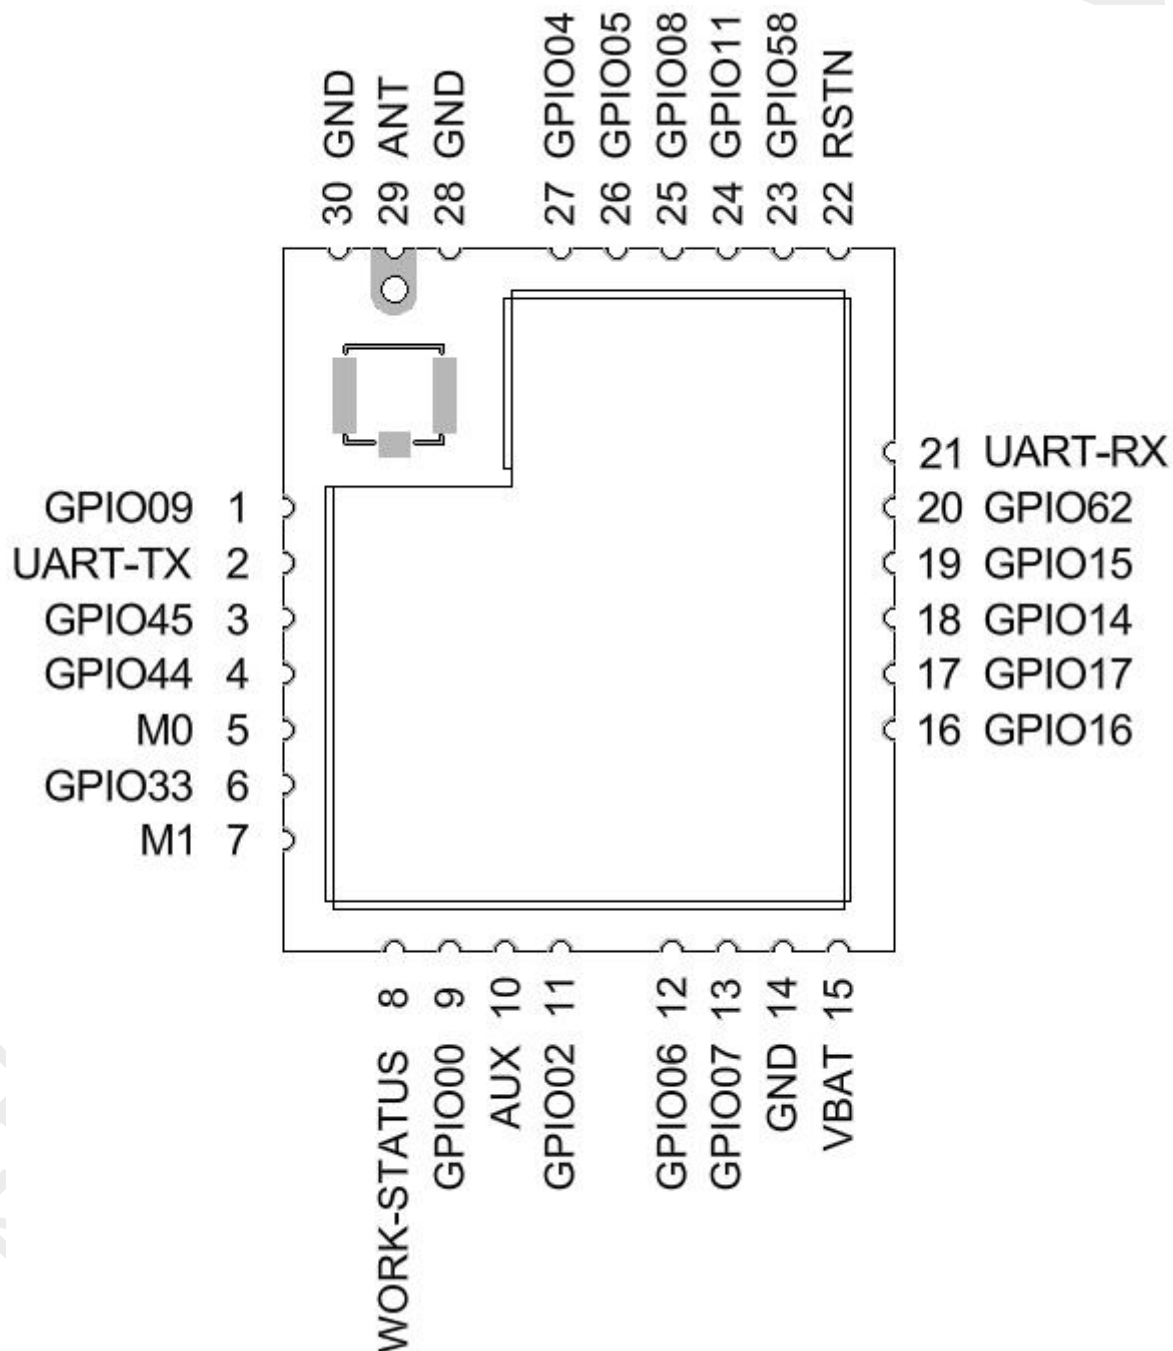 30 GND
29 ANT
28 GND
27 GPIO04
26 GPIO05
25 GPIO08
24 GPIO11
23 GPIO58
22 RSTN
GPIO09 1
UART-TX 2
GPIO45 3
GPIO44 4
M0 5
GPIO33 6
M1 7
21 UART-RX
20 GPIO62
19 GPIO15
18 GPIO14
17 GPIO17
16 GPIO16
WORK-STATUS 8
GPIO00 9
AUX 10
GPIO02 11
GPIO06 12
GPIO07 13
GND 14
VBAT 15